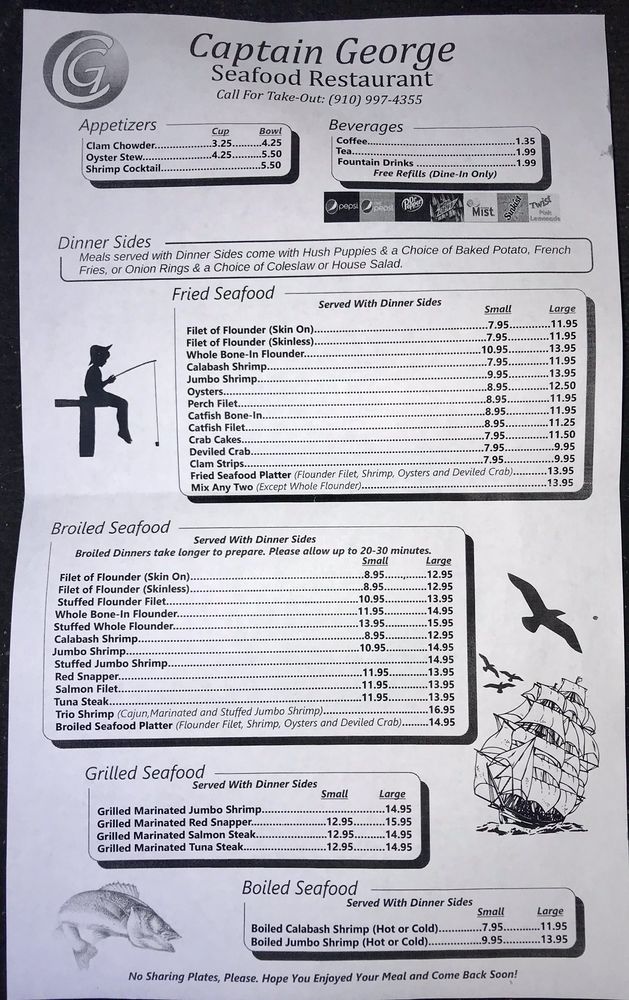 CG
Captain George
Seafood Restaurant
Call For Take-Out: (910) 997-4355
Appetizers
Cup Bowl
Clam Chowder..............3.25.........4.25
Oyster Stew.................4.25.........5.50
Shrimp Cocktail.........................5.50
Beverages
Coffee.............................................1.35
Tea..................................................1.99
Fountain Drinks..............................1.99
Free Refills (Dine-In Only)
pepsi pepsi Dr Pepper Mist Sunkist Twist Pink Lemonade
Dinner Sides
Meals served with Dinner Sides come with Hush Puppies & a Choice of Baked Potato, French
Fries, or Onion Rings & a Choice of Coleslaw or House Salad.
Fried Seafood
Served With Dinner Sides
Small Large
Filet of Flounder (Skin On)..................................................7.95............11.95
Filet of Flounder (Skinless)..................................................7.95............11.95
Whole Bone-In Flounder...................................................10.95............13.95
Calabash Shrimp................................................................7.95............11.95
Jumbo Shrimp...................................................................9.95............13.95
Oysters..............................................................................8.95............12.50
Perch Filet..........................................................................8.95............11.95
Catfish Bone-In..................................................................8.95............11.95
Catfish Filet.......................................................................8.95............11.25
Crab Cakes.........................................................................7.95............11.50
Deviled Crab......................................................................7.95..............9.95
Clam Strips........................................................................7.95..............9.95
Fried Seafood Platter (Flounder Filet, Shrimp, Oysters and Deviled Crab)..........13.95
Mix Any Two (Except Whole Flounder)......................................................13.95
Broiled Seafood
Served With Dinner Sides
Broiled Dinners take longer to prepare. Please allow up to 20-30 minutes.
Small Large
Filet of Flounder (Skin On)..................................................8.95............12.95
Filet of Flounder (Skinless)..................................................8.95............12.95
Stuffed Flounder Filet......................................................10.95............13.95
Whole Bone-In Flounder...................................................11.95............14.95
Stuffed Whole Flounder...................................................13.95............15.95
Calabash Shrimp................................................................8.95............12.95
Jumbo Shrimp..................................................................10.95............14.95
Stuffed Jumbo Shrimp.............................................................................14.95
Red Snapper.....................................................................11.95............13.95
Salmon Filet.....................................................................11.95............13.95
Tuna Steak.......................................................................11.95............13.95
Trio Shrimp (Cajun,Marinated and Stuffed Jumbo Shrimp)............................16.95
Broiled Seafood Platter (Flounder Filet, Shrimp, Oysters and Deviled Crab)........14.95
Grilled Seafood
Served With Dinner Sides
Small Large
Grilled Marinated Jumbo Shrimp....................................14.95
Grilled Marinated Red Snapper.....................12.95..........15.95
Grilled Marinated Salmon Steak....................12.95..........14.95
Grilled Marinated Tuna Steak........................12.95..........14.95
Boiled Seafood
Served With Dinner Sides
Small Large
Boiled Calabash Shrimp (Hot or Cold)...............7.95............11.95
Boiled Jumbo Shrimp (Hot or Cold)..................9.95............13.95
No Sharing Plates, Please. Hope You Enjoyed Your Meal and Come Back Soon!